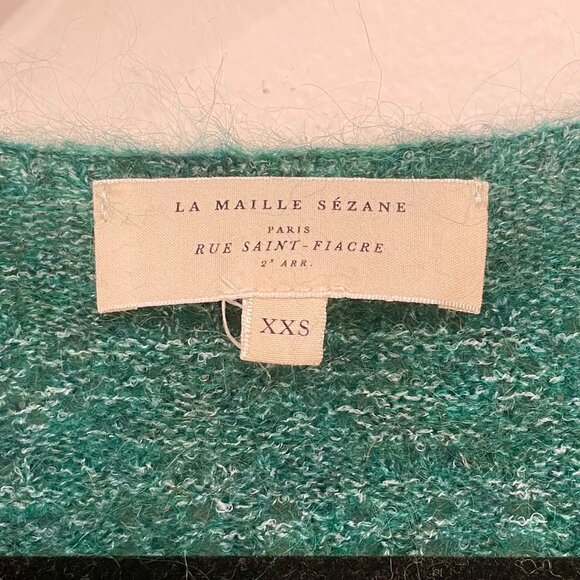 LA MAILLE SÉZANE
PARIS
RUE SAINT-FIACRE
2ᵉ ARR.
XXS